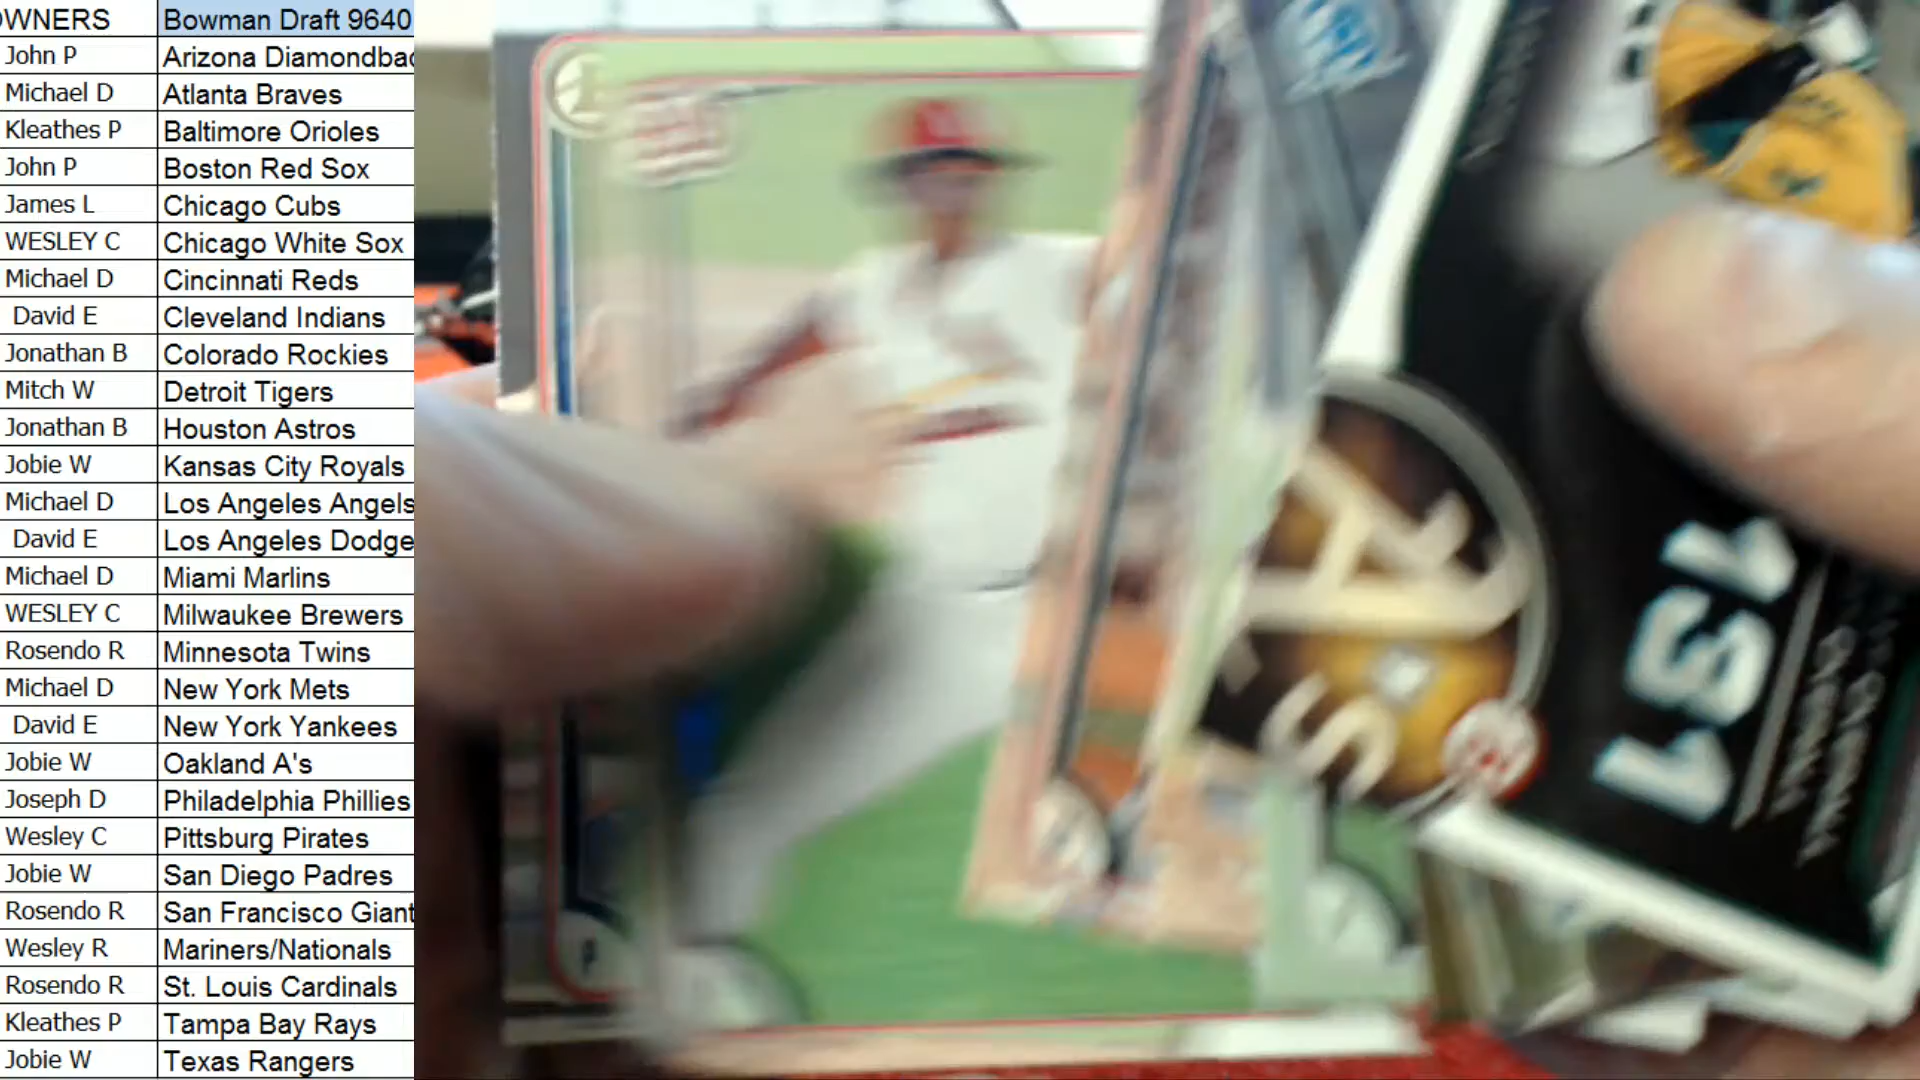 OWNERS Bowman Draft 9640
John P Arizona Diamondbac
Michael D Atlanta Braves
Kleathes P Baltimore Orioles
John P Boston Red Sox
James L Chicago Cubs
WESLEY C Chicago White Sox
Michael D Cincinnati Reds
David E Cleveland Indians
Jonathan B Colorado Rockies
Mitch W Detroit Tigers
Jonathan B Houston Astros
Jobie W Kansas City Royals
Michael D Los Angeles Angels
David E Los Angeles Dodge
Michael D Miami Marlins
WESLEY C Milwaukee Brewers
Rosendo R Minnesota Twins
Michael D New York Mets
David E New York Yankees
Jobie W Oakland A's
Joseph D Philadelphia Phillies
Wesley C Pittsburg Pirates
Jobie W San Diego Padres
Rosendo R San Francisco Giant
Wesley R Mariners/Nationals
Rosendo R St. Louis Cardinals
Kleathes P Tampa Bay Rays
Jobie W Texas Rangers